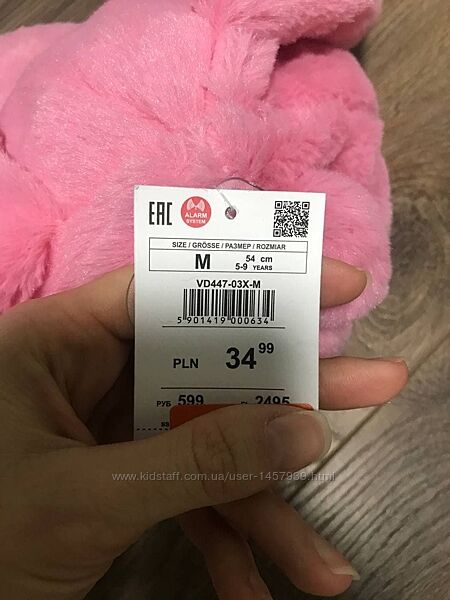 EAC
ALARM
SYSTEM
SIZE / GRÖSSE / РАЗМЕР / ROZMIAR
M 54 cm
5-9 YEARS
VD447-03X-M
5 901419 000634
PLN 34 99
РУБ 599 2495
www.kidstaff.com.ua/user-1457939.html